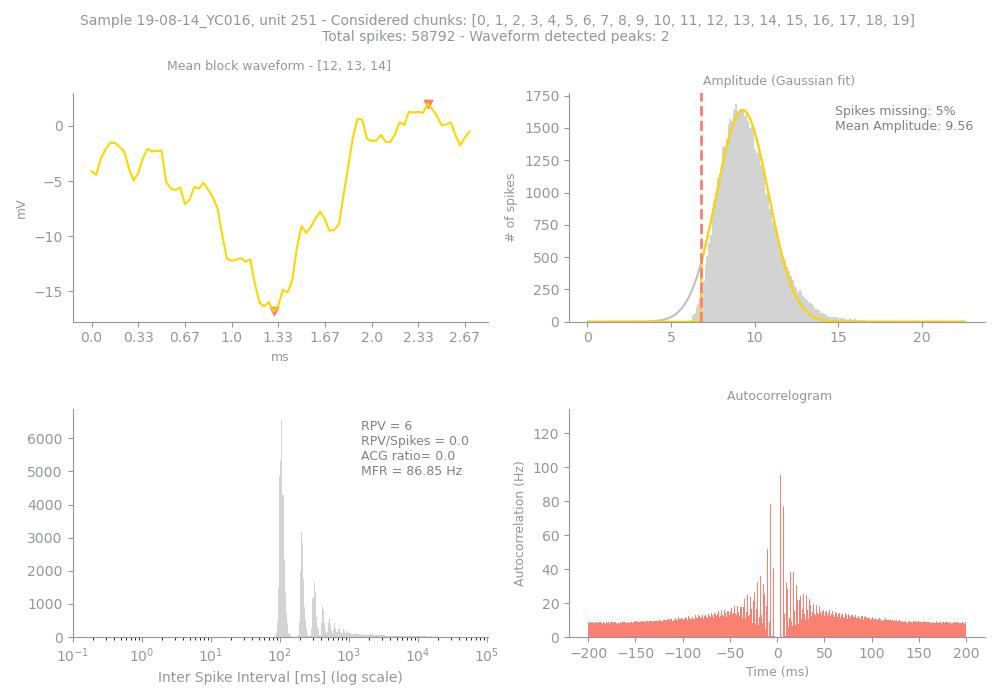 Sample 19-08-14_YC016, unit 251 - Considered chunks: [0, 1, 2, 3, 4, 5, 6, 7, 8, 9, 10, 11, 12, 13, 14, 15, 16, 17, 18, 19]
Total spikes: 58792 - Waveform detected peaks: 2
Mean block waveform - [12, 13, 14]
0
−5
−10
−15
mV
0.0 0.33 0.67 1.0 1.33 1.67 2.0 2.33 2.67
ms
Amplitude (Gaussian fit)
Spikes missing: 5%
Mean Amplitude: 9.56
1750
1500
1250
1000
750
500
250
0
# of spikes
0 5 10 15 20
RPV = 6
RPV/Spikes = 0.0
ACG ratio= 0.0
MFR = 86.85 Hz
6000
5000
4000
3000
2000
1000
0
10⁻¹ 10⁰ 10¹ 10² 10³ 10⁴ 10⁵
Inter Spike Interval [ms] (log scale)
Autocorrelogram
120
100
80
60
40
20
0
Autocorrelation (Hz)
−200 −150 −100 −50 0 50 100 150 200
Time (ms)